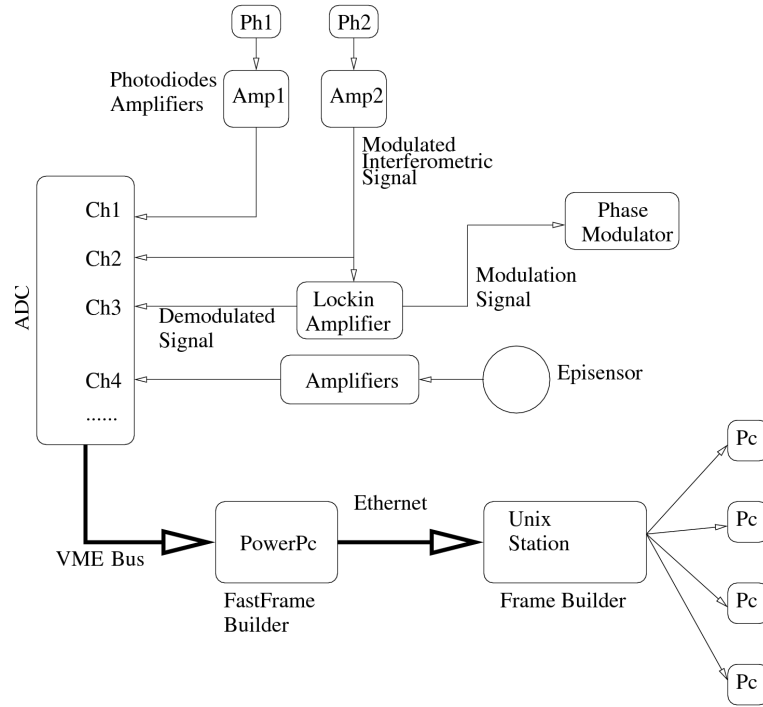 Ph1
Ph2
Photodiodes
Amplifiers
Amp1
Amp2
Modulated
Interferometric
Signal
Ch1
Phase
Modulator
Ch2
ADC
Ch3
Demodulated
Signal
Lockin
Amplifier
Modulation
Signal
Ch4
Amplifiers
Episensor
......
Pc
VME Bus
PowerPc
FastFrame
Builder
Ethernet
Unix
Station
Frame Builder
Pc
Pc
Pc